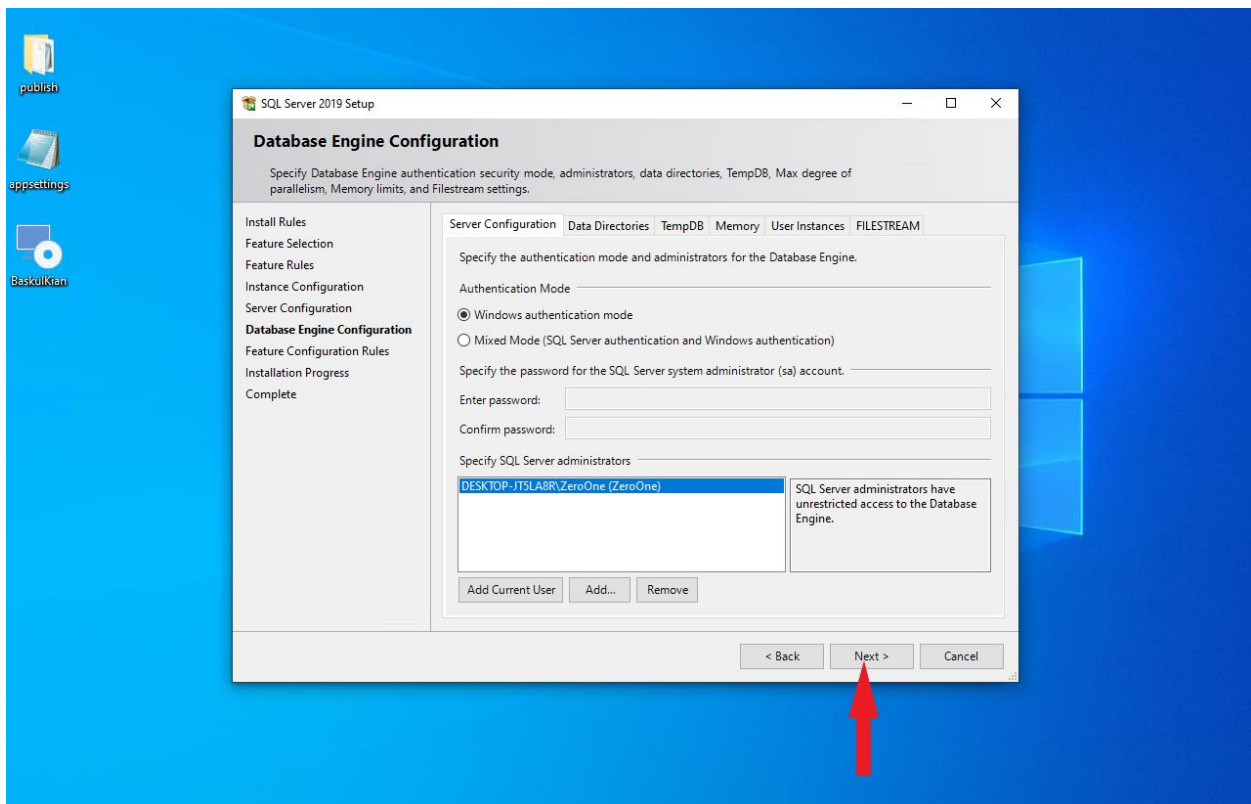 publish
appsettings
BaskulKian
SQL Server 2019 Setup
Database Engine Configuration
Specify Database Engine authentication security mode, administrators, data directories, TempDB, Max degree of
parallelism, Memory limits, and Filestream settings.
Install Rules
Feature Selection
Feature Rules
Instance Configuration
Server Configuration
Database Engine Configuration
Feature Configuration Rules
Installation Progress
Complete
Server Configuration Data Directories TempDB Memory User Instances FILESTREAM
Specify the authentication mode and administrators for the Database Engine.
Authentication Mode
Windows authentication mode
Mixed Mode (SQL Server authentication and Windows authentication)
Specify the password for the SQL Server system administrator (sa) account.
Enter password:
Confirm password:
Specify SQL Server administrators
DESKTOP-JT5LA8R\ZeroOne (ZeroOne)
SQL Server administrators have
unrestricted access to the Database
Engine.
Add Current User Add... Remove
< Back Next > Cancel